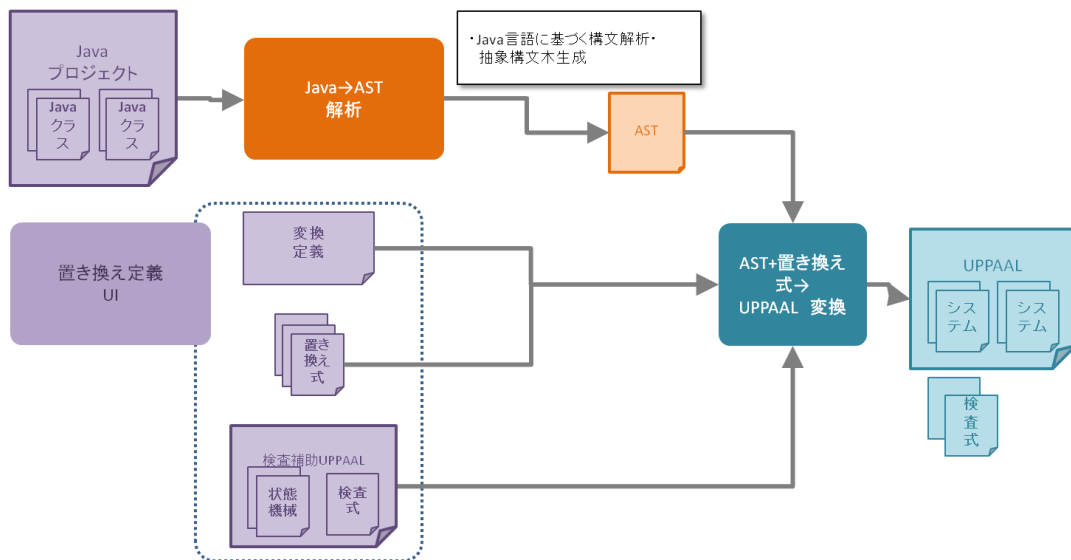 Java
プロジェクト
Java
クラ
ス
Java
クラ
ス
Java→AST
解析
・Java言語に基づく構文解析・
抽象構文木生成
AST
置き換え定義
UI
変換
定義
置き
換え
式
検査補助UPPAAL
状態
機械
検査
式
AST+置き換え
式→
UPPAAL 変換
UPPAAL
シス
テム
シス
テム
検
査
式